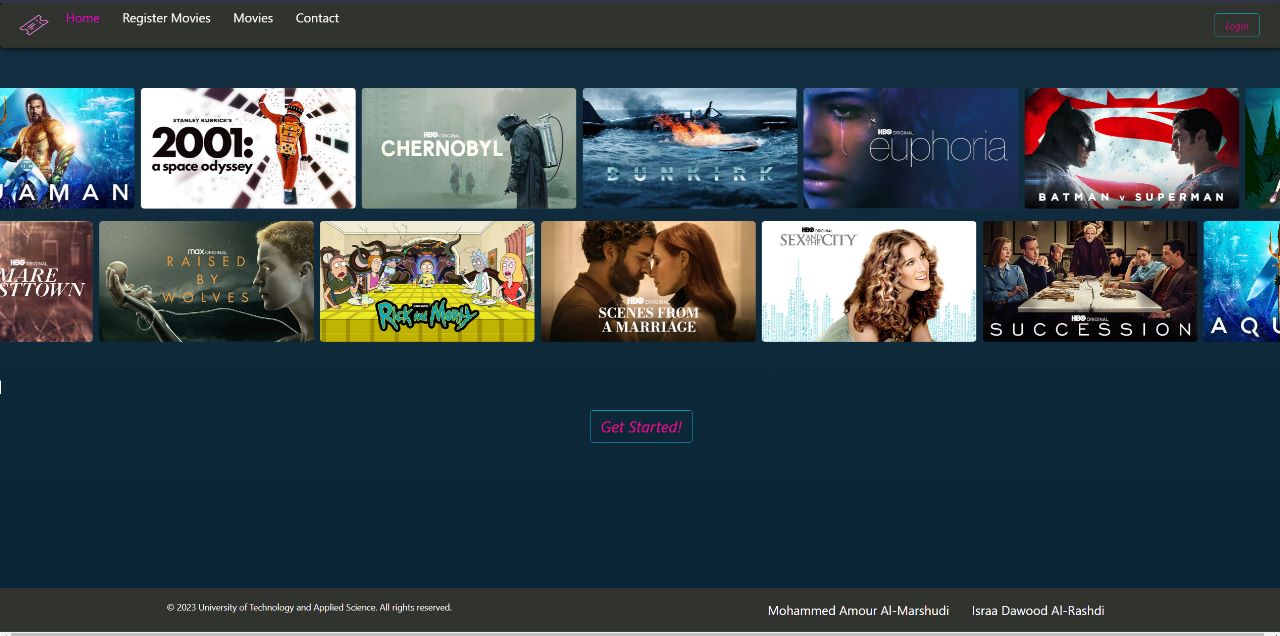 Home Register Movies Movies Contact Login
DC
UAMAN
STANLEY KUBRICK'S
2001:
a space odyssey
HBO ORIGINAL
CHERNOBYL
DUNKIRK
HBO ORIGINAL
euphoria
BATMAN v SUPERMAN
HBO ORIGINAL
MARE
STTOWN
max ORIGINAL
RAISED
BY
WOLVES
Rick and Morty
HBO ORIGINAL
SCENES FROM
A MARRIAGE
HBO ORIGINAL
SEX AND THE CITY
HBO ORIGINAL
SUCCESSION
AQU
Get Started!
© 2023 University of Technology and Applied Science. All rights reserved.
Mohammed Amour Al-Marshudi Israa Dawood Al-Rashdi